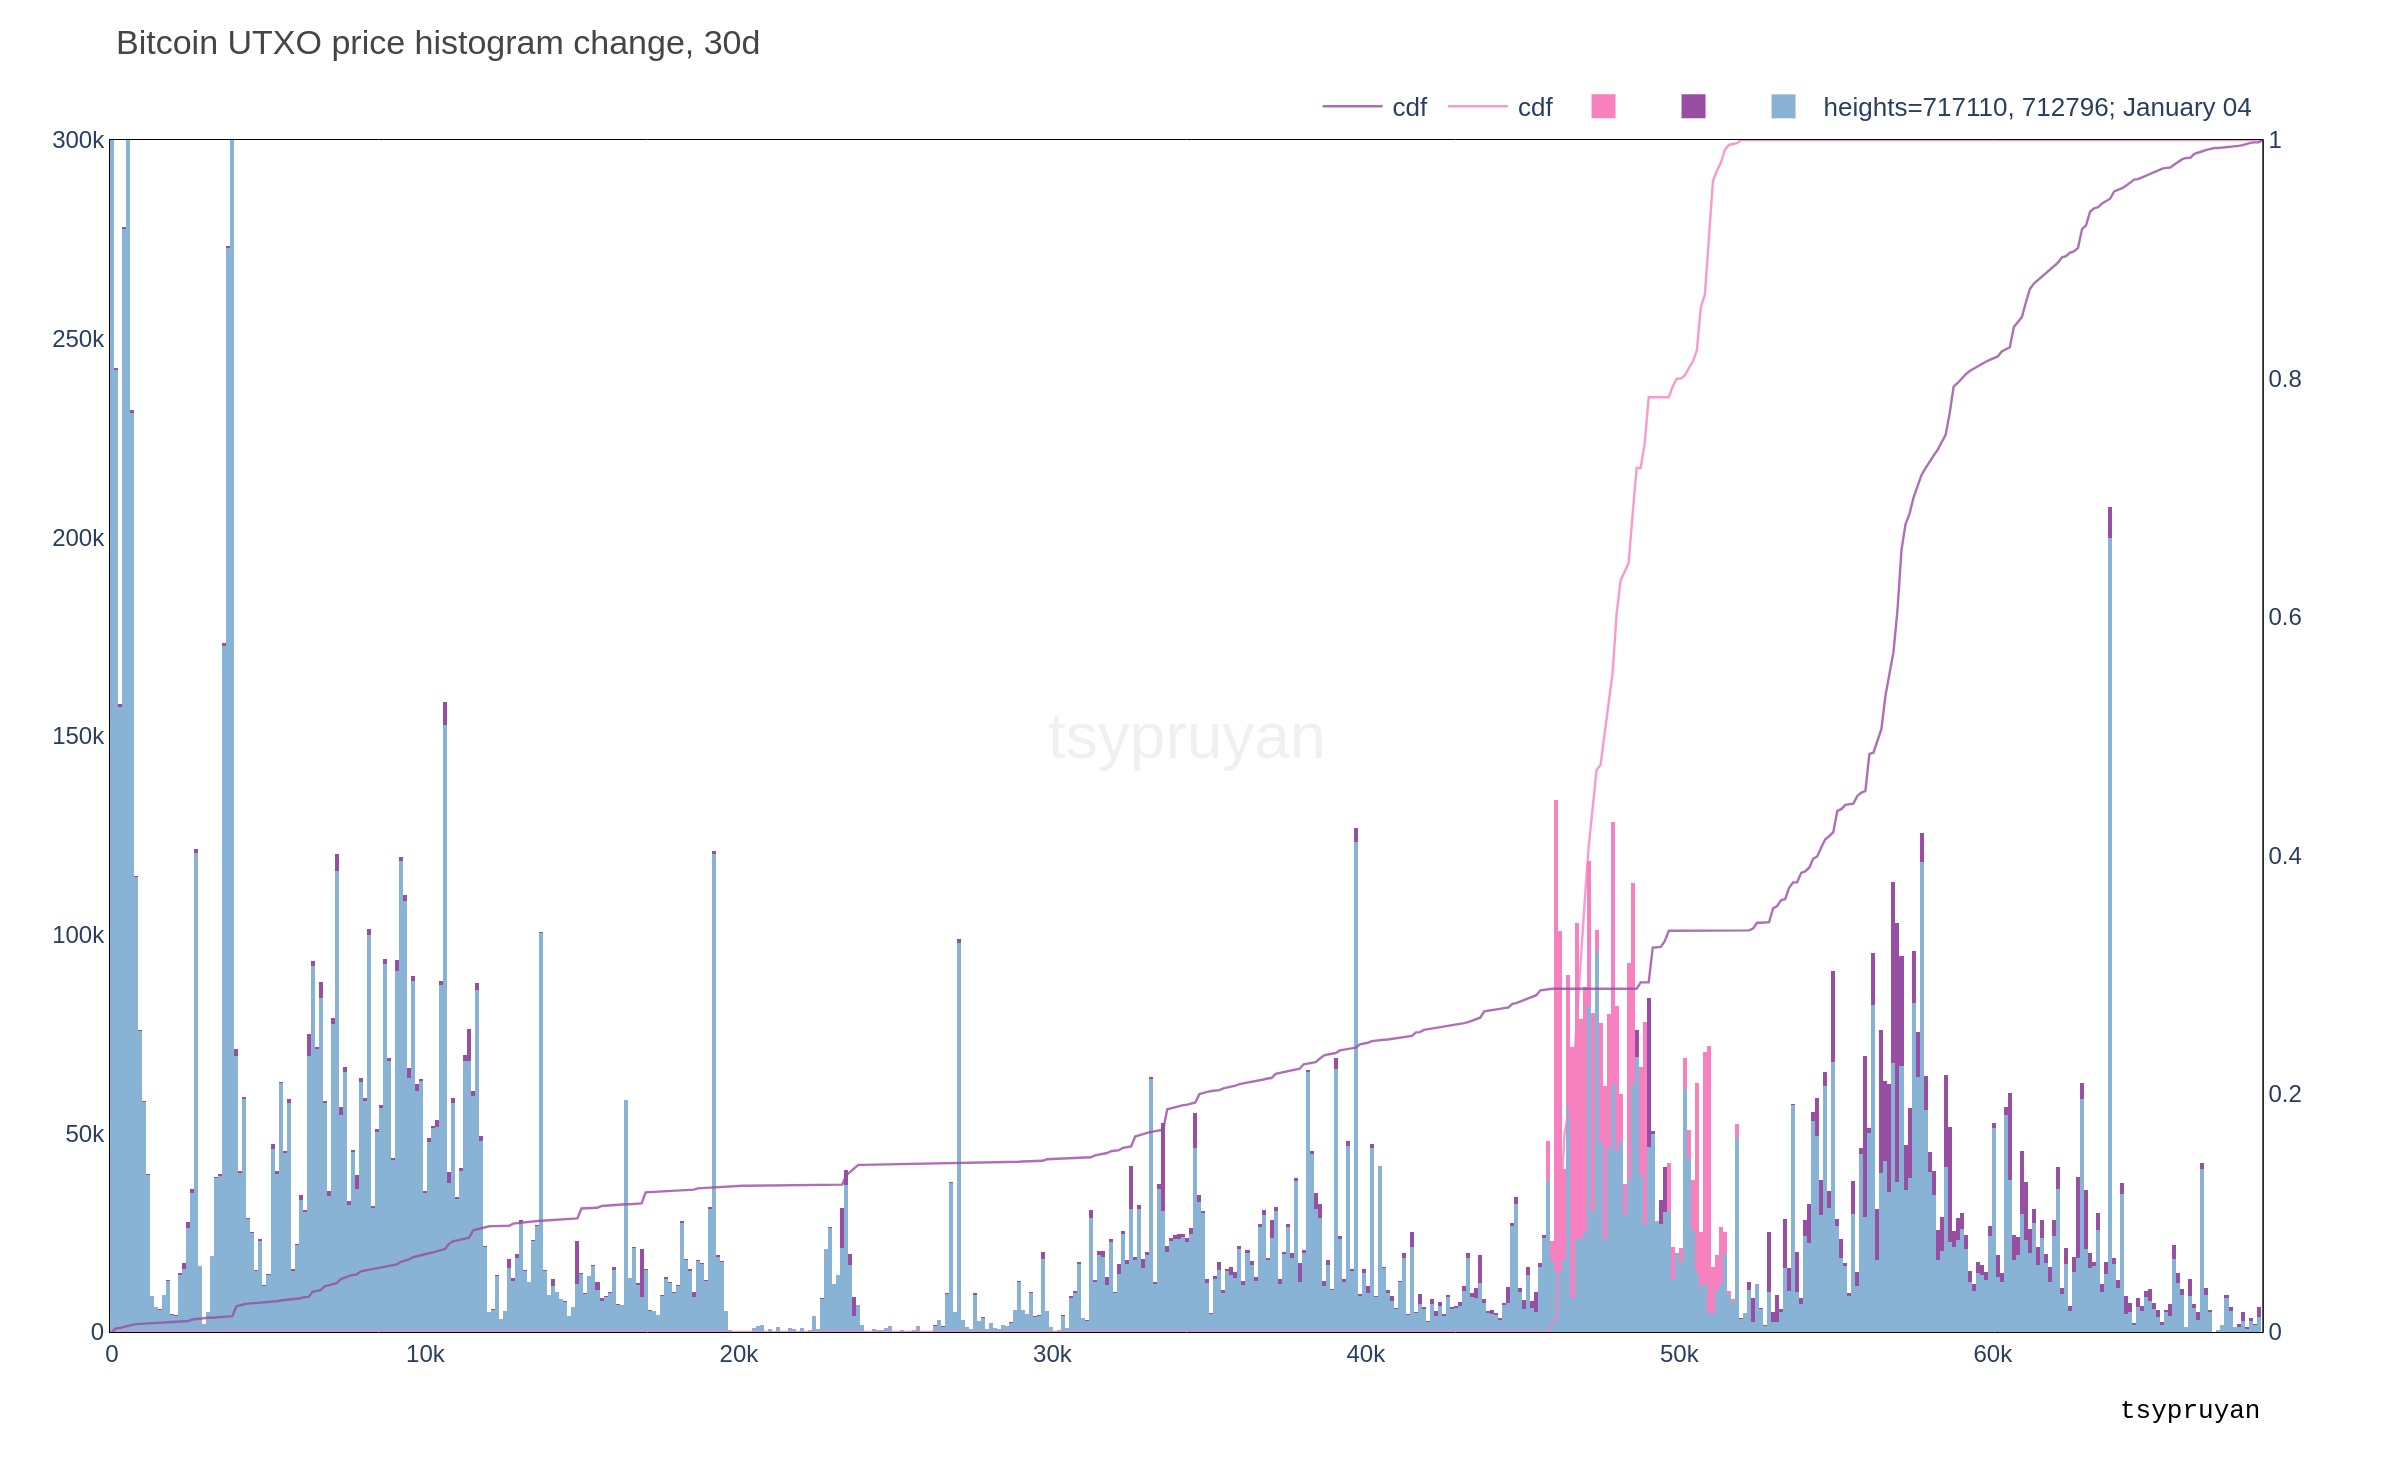 Bitcoin UTXO price histogram change, 30d
cdf cdf heights=717110, 712796; January 04
300k 1
250k
0.8
200k
0.6
150k
tsypruyan
100k
0.4
0.2
50k
0 0
0 10k 20k 30k 40k 50k 60k
tsypruyan